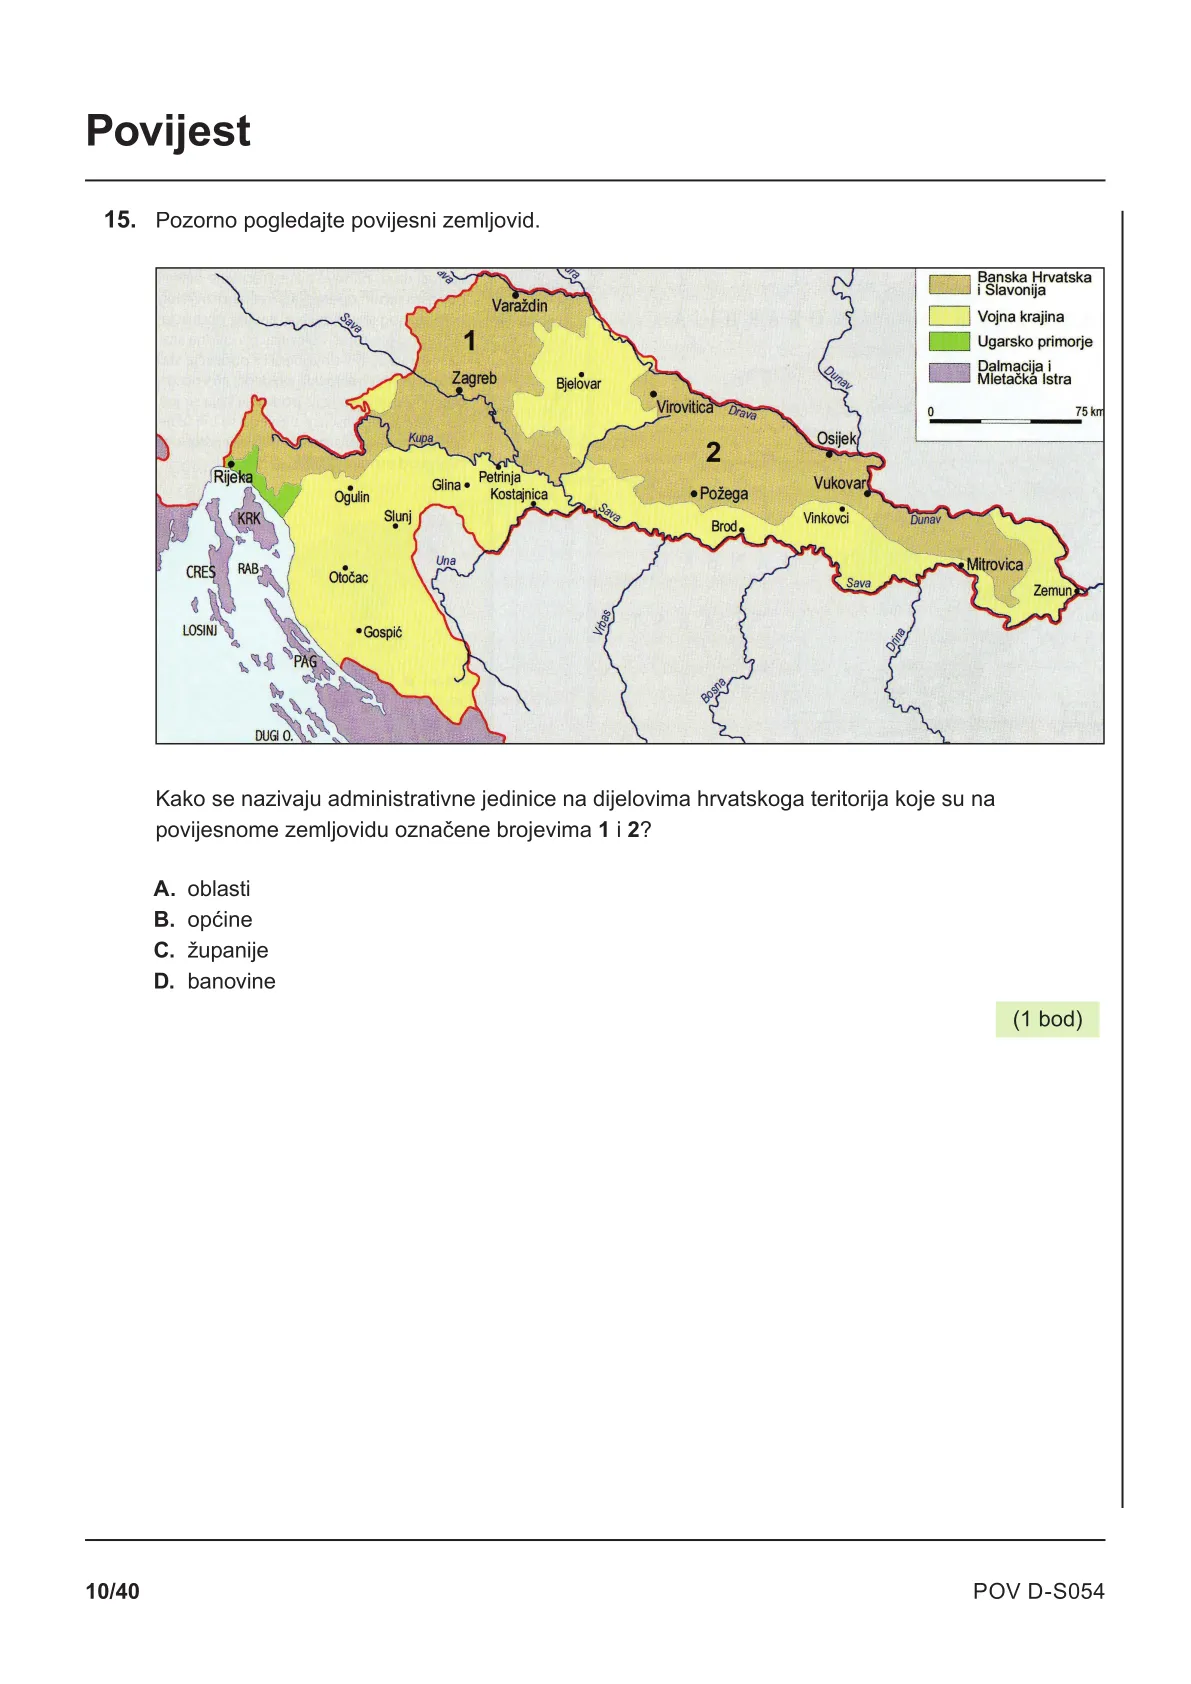 Povijest
15. Pozorno pogledajte povijesni zemljovid.
Banska Hrvatska
i Slavonija
Vojna krajina
Ugarsko primorje
Dalmacija i
Mletačka Istra
0 75 km
Varaždin
1
Sava
Zagreb
Bjelovar
Virovitica
Drava
Dunav
Kupa
2
Osijek
Rijeka
Petrinja
Glina
Kostajnica
Ogulin
Požega
Vukovar
KRK
Slunj
Sava
Brod
Vinkovci
Dunav
Una
CRES
RAB
Otočac
Mitrovica
Sava
Zemun
LOSINJ
Gospić
Vrbas
Drina
PAG
Bosna
DUGI O.
Kako se nazivaju administrativne jedinice na dijelovima hrvatskoga teritorija koje su na
povijesnome zemljovidu označene brojevima 1 i 2?
A. oblasti
B. općine
C. županije
D. banovine
(1 bod)
10/40
POV D-S054